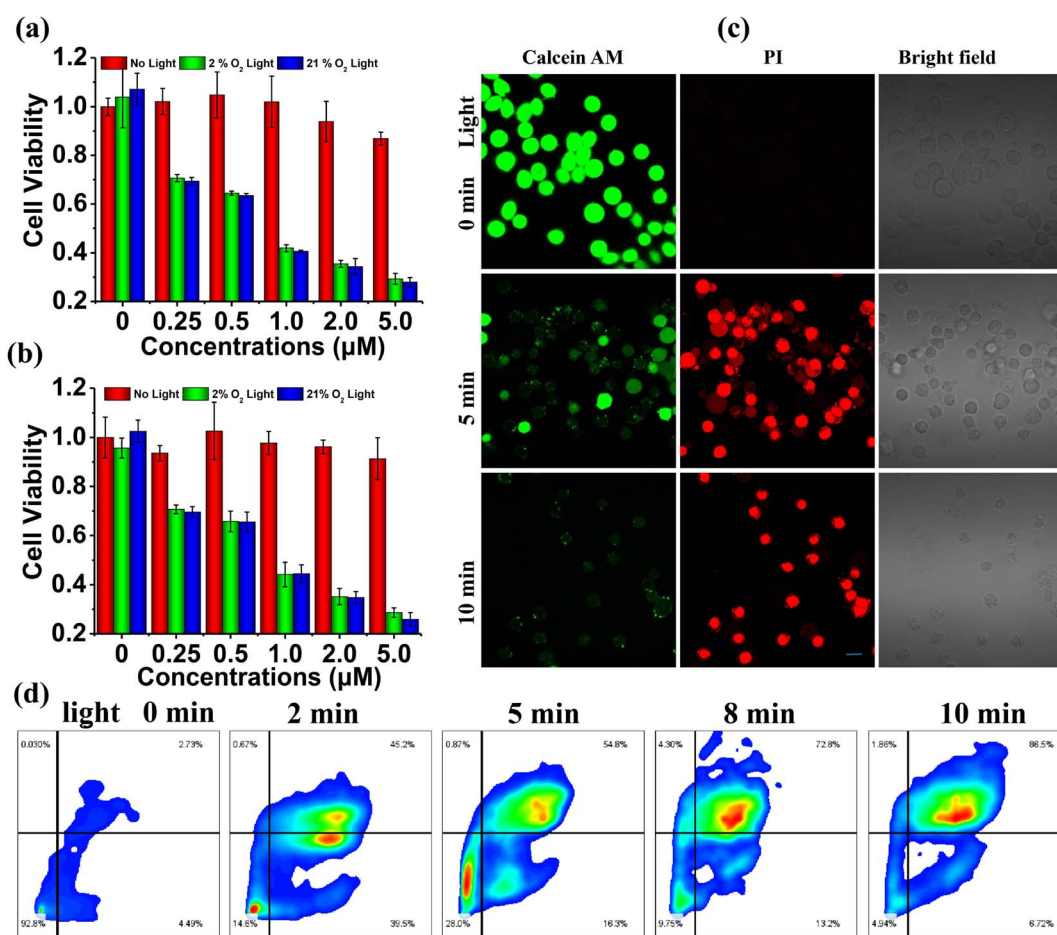 (a)
1.2
1.0
0.8
0.6
0.4
0.2
Cell Viability
No Light 2 % O2 Light 21 % O2 Light
0 0.25 0.5 1.0 2.0 5.0
Concentrations (µM)
(b)
1.2
1.0
0.8
0.6
0.4
0.2
Cell Viability
No Light 2% O2 Light 21% O2 Light
0 0.25 0.5 1.0 2.0 5.0
Concentrations (µM)
(c)
Calcein AM PI Bright field
Light
0 min
5 min
10 min
(d)
light 0 min 2 min 5 min 8 min 10 min
0.030% 2.73% 0.67% 45.2% 0.87% 54.8% 4.30% 72.8% 1.86% 86.5%
92.8% 4.49% 14.6% 39.5% 28.0% 16.3% 9.75% 13.2% 4.94% 6.72%